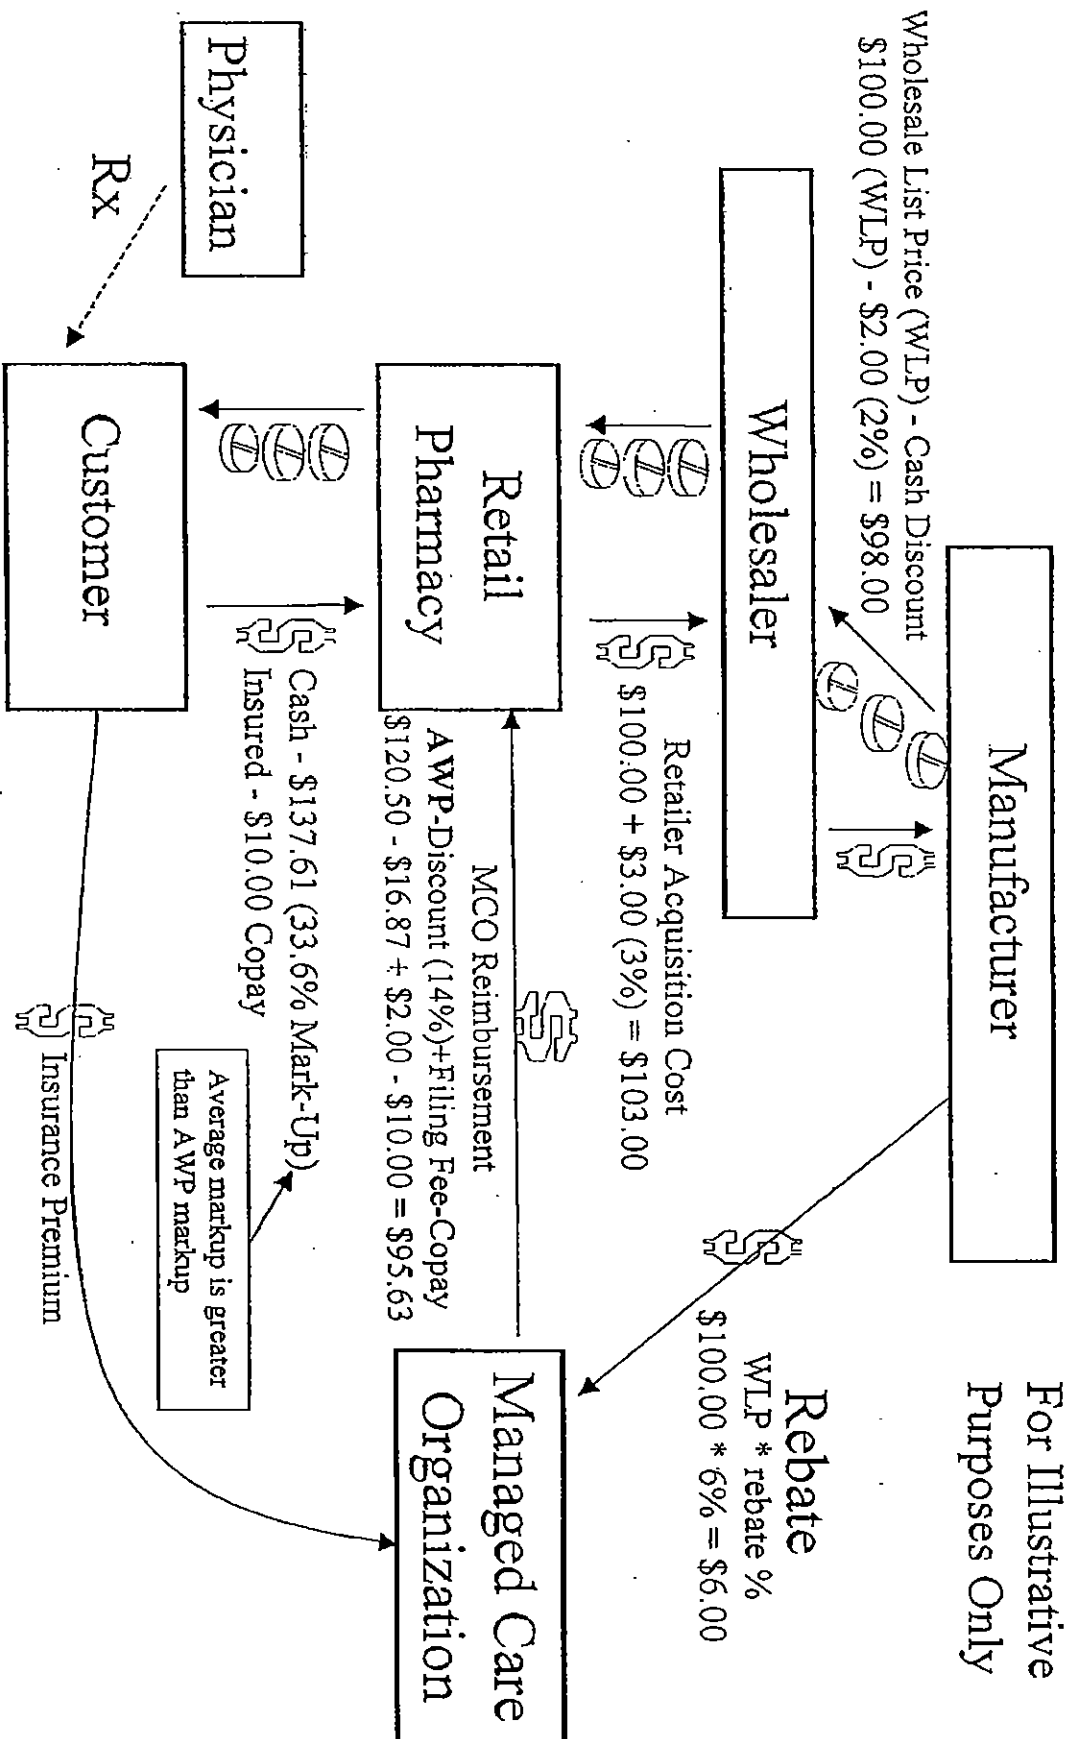 For Illustrative
Purposes Only
Manufacturer
Wholesale List Price (WLP) - Cash Discount
$100.00 (WLP) - $2.00 (2%) = $98.00
Rebate
WLP * rebate %
$100.00 * 6% = $6.00
Wholesaler
Retailer Acquisition Cost
$100.00 + $3.00 (3%) = $103.00
Retail
Pharmacy
MCO Reimbursement
AWP-Discount (14%)+Filing Fee-Copay
$120.50 - $16.87 + $2.00 - $10.00 = $95.63
Managed Care
Organization
Physician
Rx
Cash - $137.61 (33.6% Mark-Up)
Insured - $10.00 Copay
Average markup is greater
than AWP markup
Customer
Insurance Premium